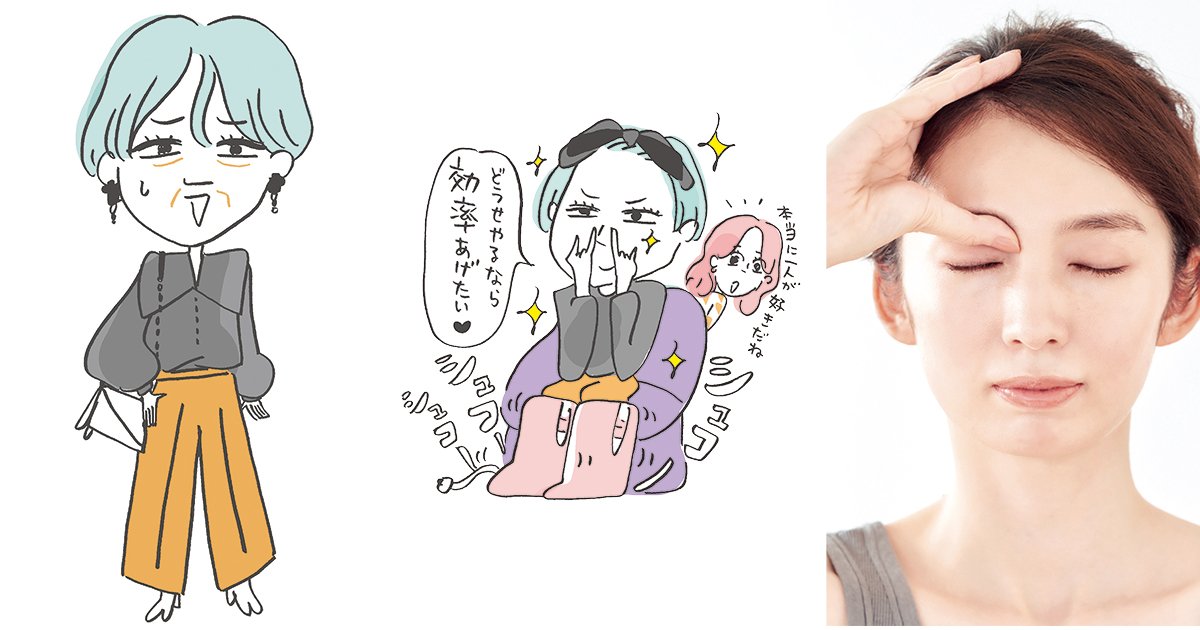 どうせやるなら
効率あげたい♥
本当に一人が
好きだね
シュコー
シュコ
シュコ